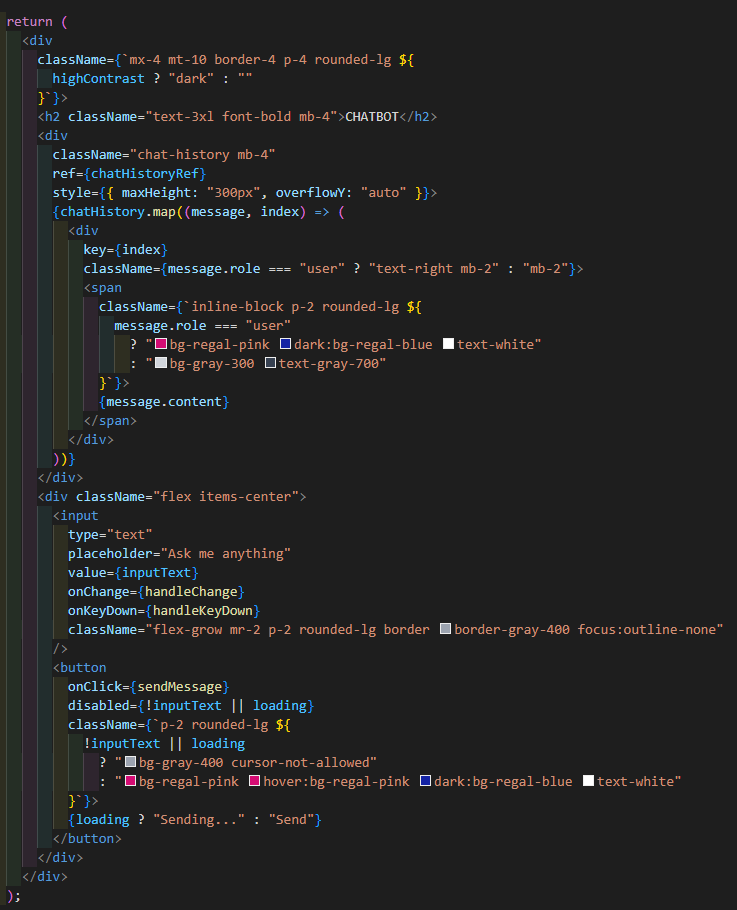 return (
<div
className={`mx-4 mt-10 border-4 p-4 rounded-lg ${
highContrast ? "dark" : ""
}`}>
<h2 className="text-3xl font-bold mb-4">CHATBOT</h2>
<div
className="chat-history mb-4"
ref={chatHistoryRef}
style={{ maxHeight: "300px", overflowY: "auto" }}>
{chatHistory.map((message, index) => (
<div
key={index}
className={message.role === "user" ? "text-right mb-2" : "mb-2"}>
<span
className={`inline-block p-2 rounded-lg ${
message.role === "user"
? "bg-regal-pink dark:bg-regal-blue text-white"
: "bg-gray-300 text-gray-700"
}`}>
{message.content}
</span>
</div>
))}
</div>
<div className="flex items-center">
<input
type="text"
placeholder="Ask me anything"
value={inputText}
onChange={handleChange}
onKeyDown={handleKeyDown}
className="flex-grow mr-2 p-2 rounded-lg border border-gray-400 focus:outline-none"
/>
<button
onClick={sendMessage}
disabled={!inputText || loading}
className={`p-2 rounded-lg ${
!inputText || loading
? "bg-gray-400 cursor-not-allowed"
: "bg-regal-pink hover:bg-regal-pink dark:bg-regal-blue text-white"
}`}>
{loading ? "Sending..." : "Send"}
</button>
</div>
</div>
);